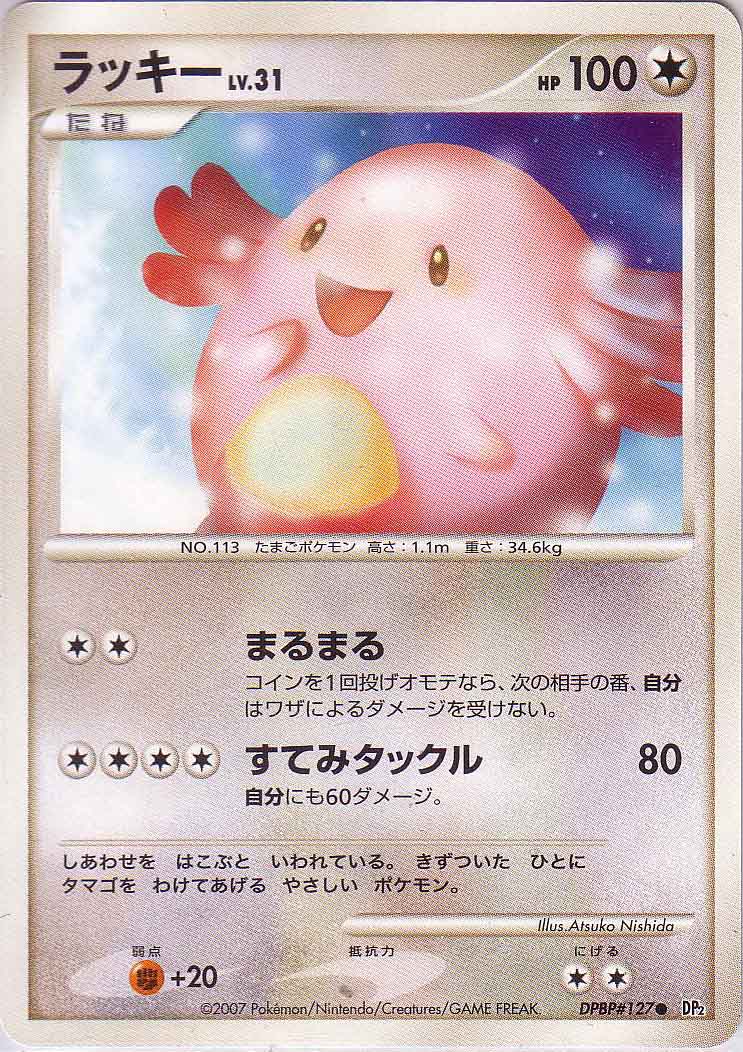 ラッキー LV.31 HP 100
たね
NO.113 たまごポケモン 高さ：1.1m 重さ：34.6kg
まるまる
コインを1回投げオモテなら、次の相手の番、自分
はワザによるダメージを受けない。
すてみタックル 80
自分にも60ダメージ。
しあわせを はこぶと いわれている。 きずついた ひとに
タマゴを わけてあげる やさしい ポケモン。
Illus.Atsuko Nishida
弱点 抵抗力 にげる
+20
©2007 Pokémon/Nintendo/Creatures/GAME FREAK. DPBP#127 DP2